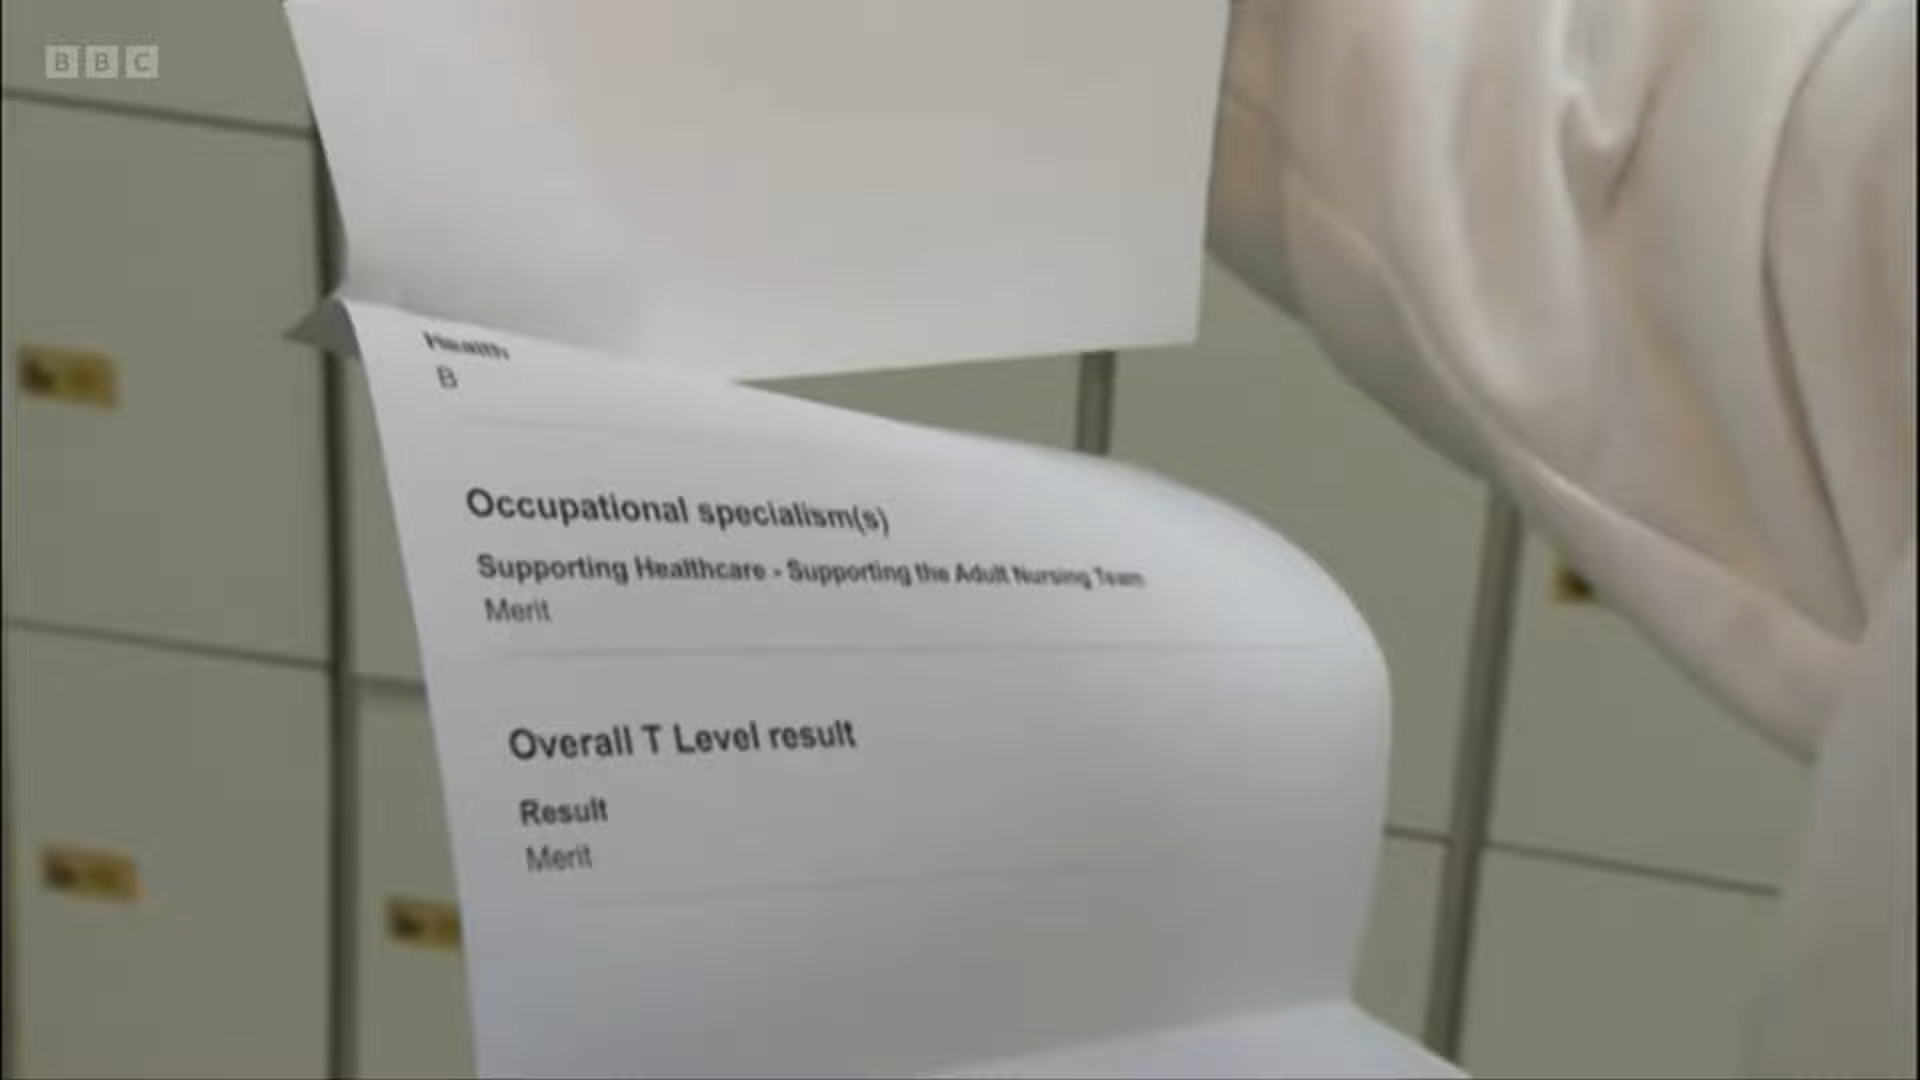 BBC
Health
B
Occupational specialism(s)
Supporting Healthcare - Supporting the Adult Nursing Team
Merit
Overall T Level result
Result
Merit